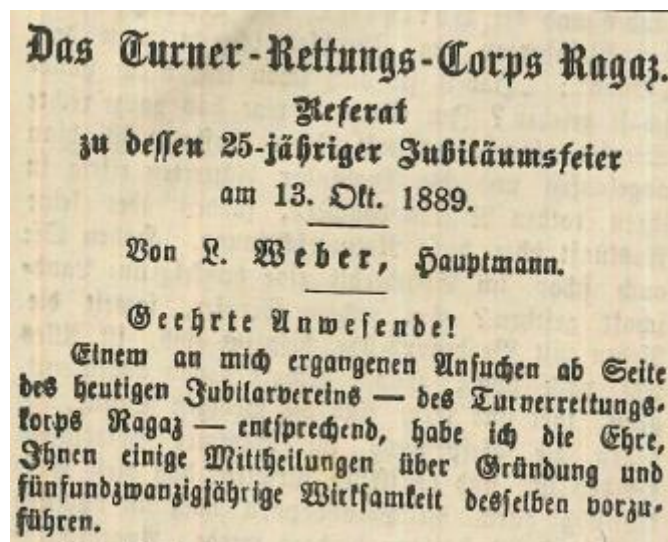 Das Turner-Rettungs-Corps Ragaz.
Referat
zu dessen 25-jähriger Jubiläumsfeier
am 13. Okt. 1889.
Von L. Weber, Hauptmann.
Geehrte Anwesende!
Einem an mich ergangenen Ansuchen ab Seite
des heutigen Jubilarvereins — des Turnerrettungs-
korps Ragaz — entsprechend, habe ich die Ehre,
Ihnen einige Mittheilungen über Gründung und
fünfundzwanzigjährige Wirksamkeit desselben vorzu-
führen.